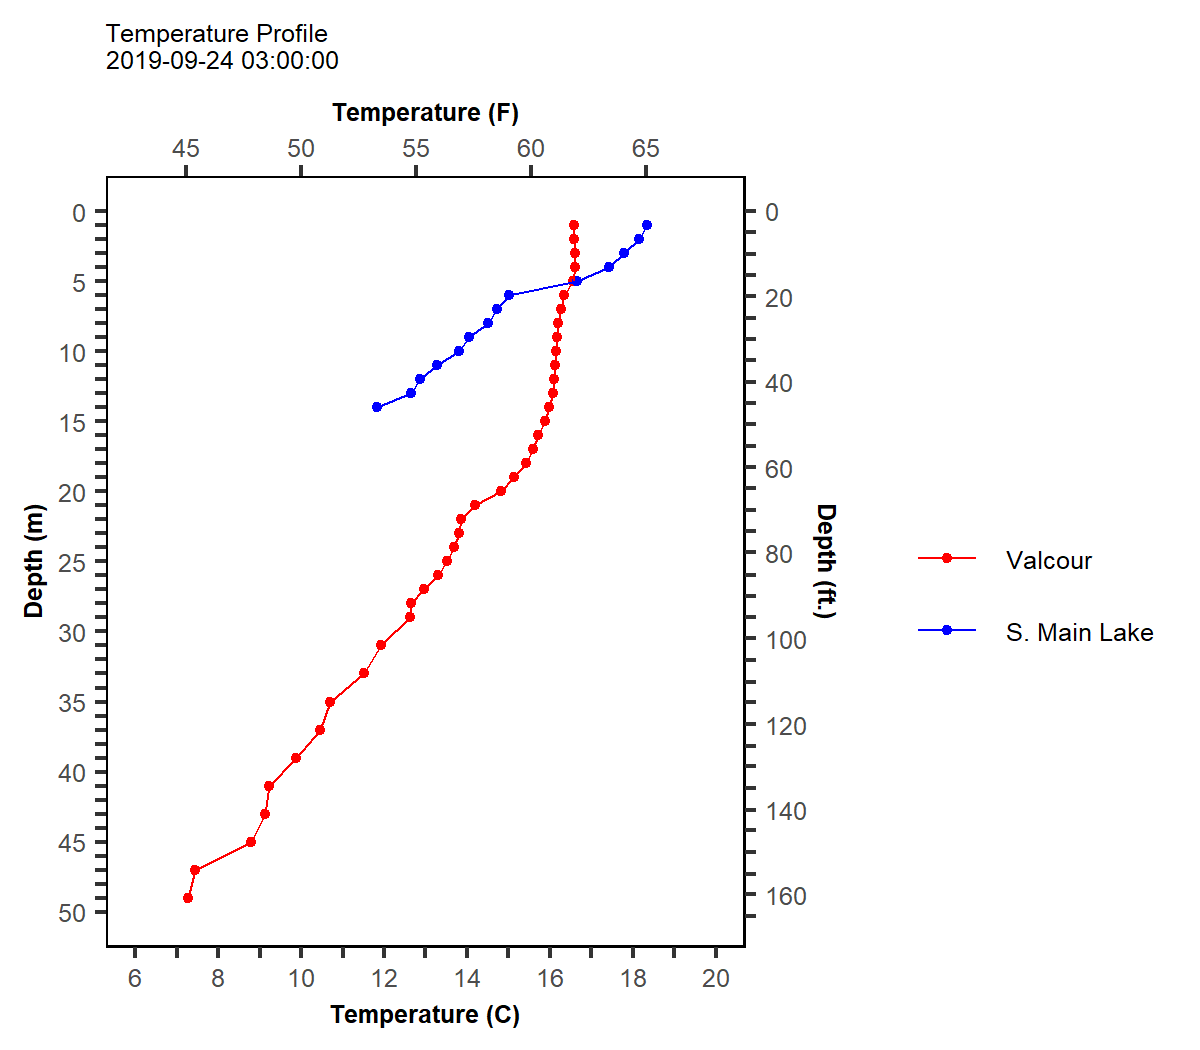 Temperature Profile
2019-09-24 03:00:00
Temperature (F)
45 50 55 60 65
0 0
5
20
10
40
15
60
20
Depth (m)
Depth (ft.)
25
80
Valcour
30
100
S. Main Lake
35
120
40
140
45
160
50
6 8 10 12 14 16 18 20
Temperature (C)